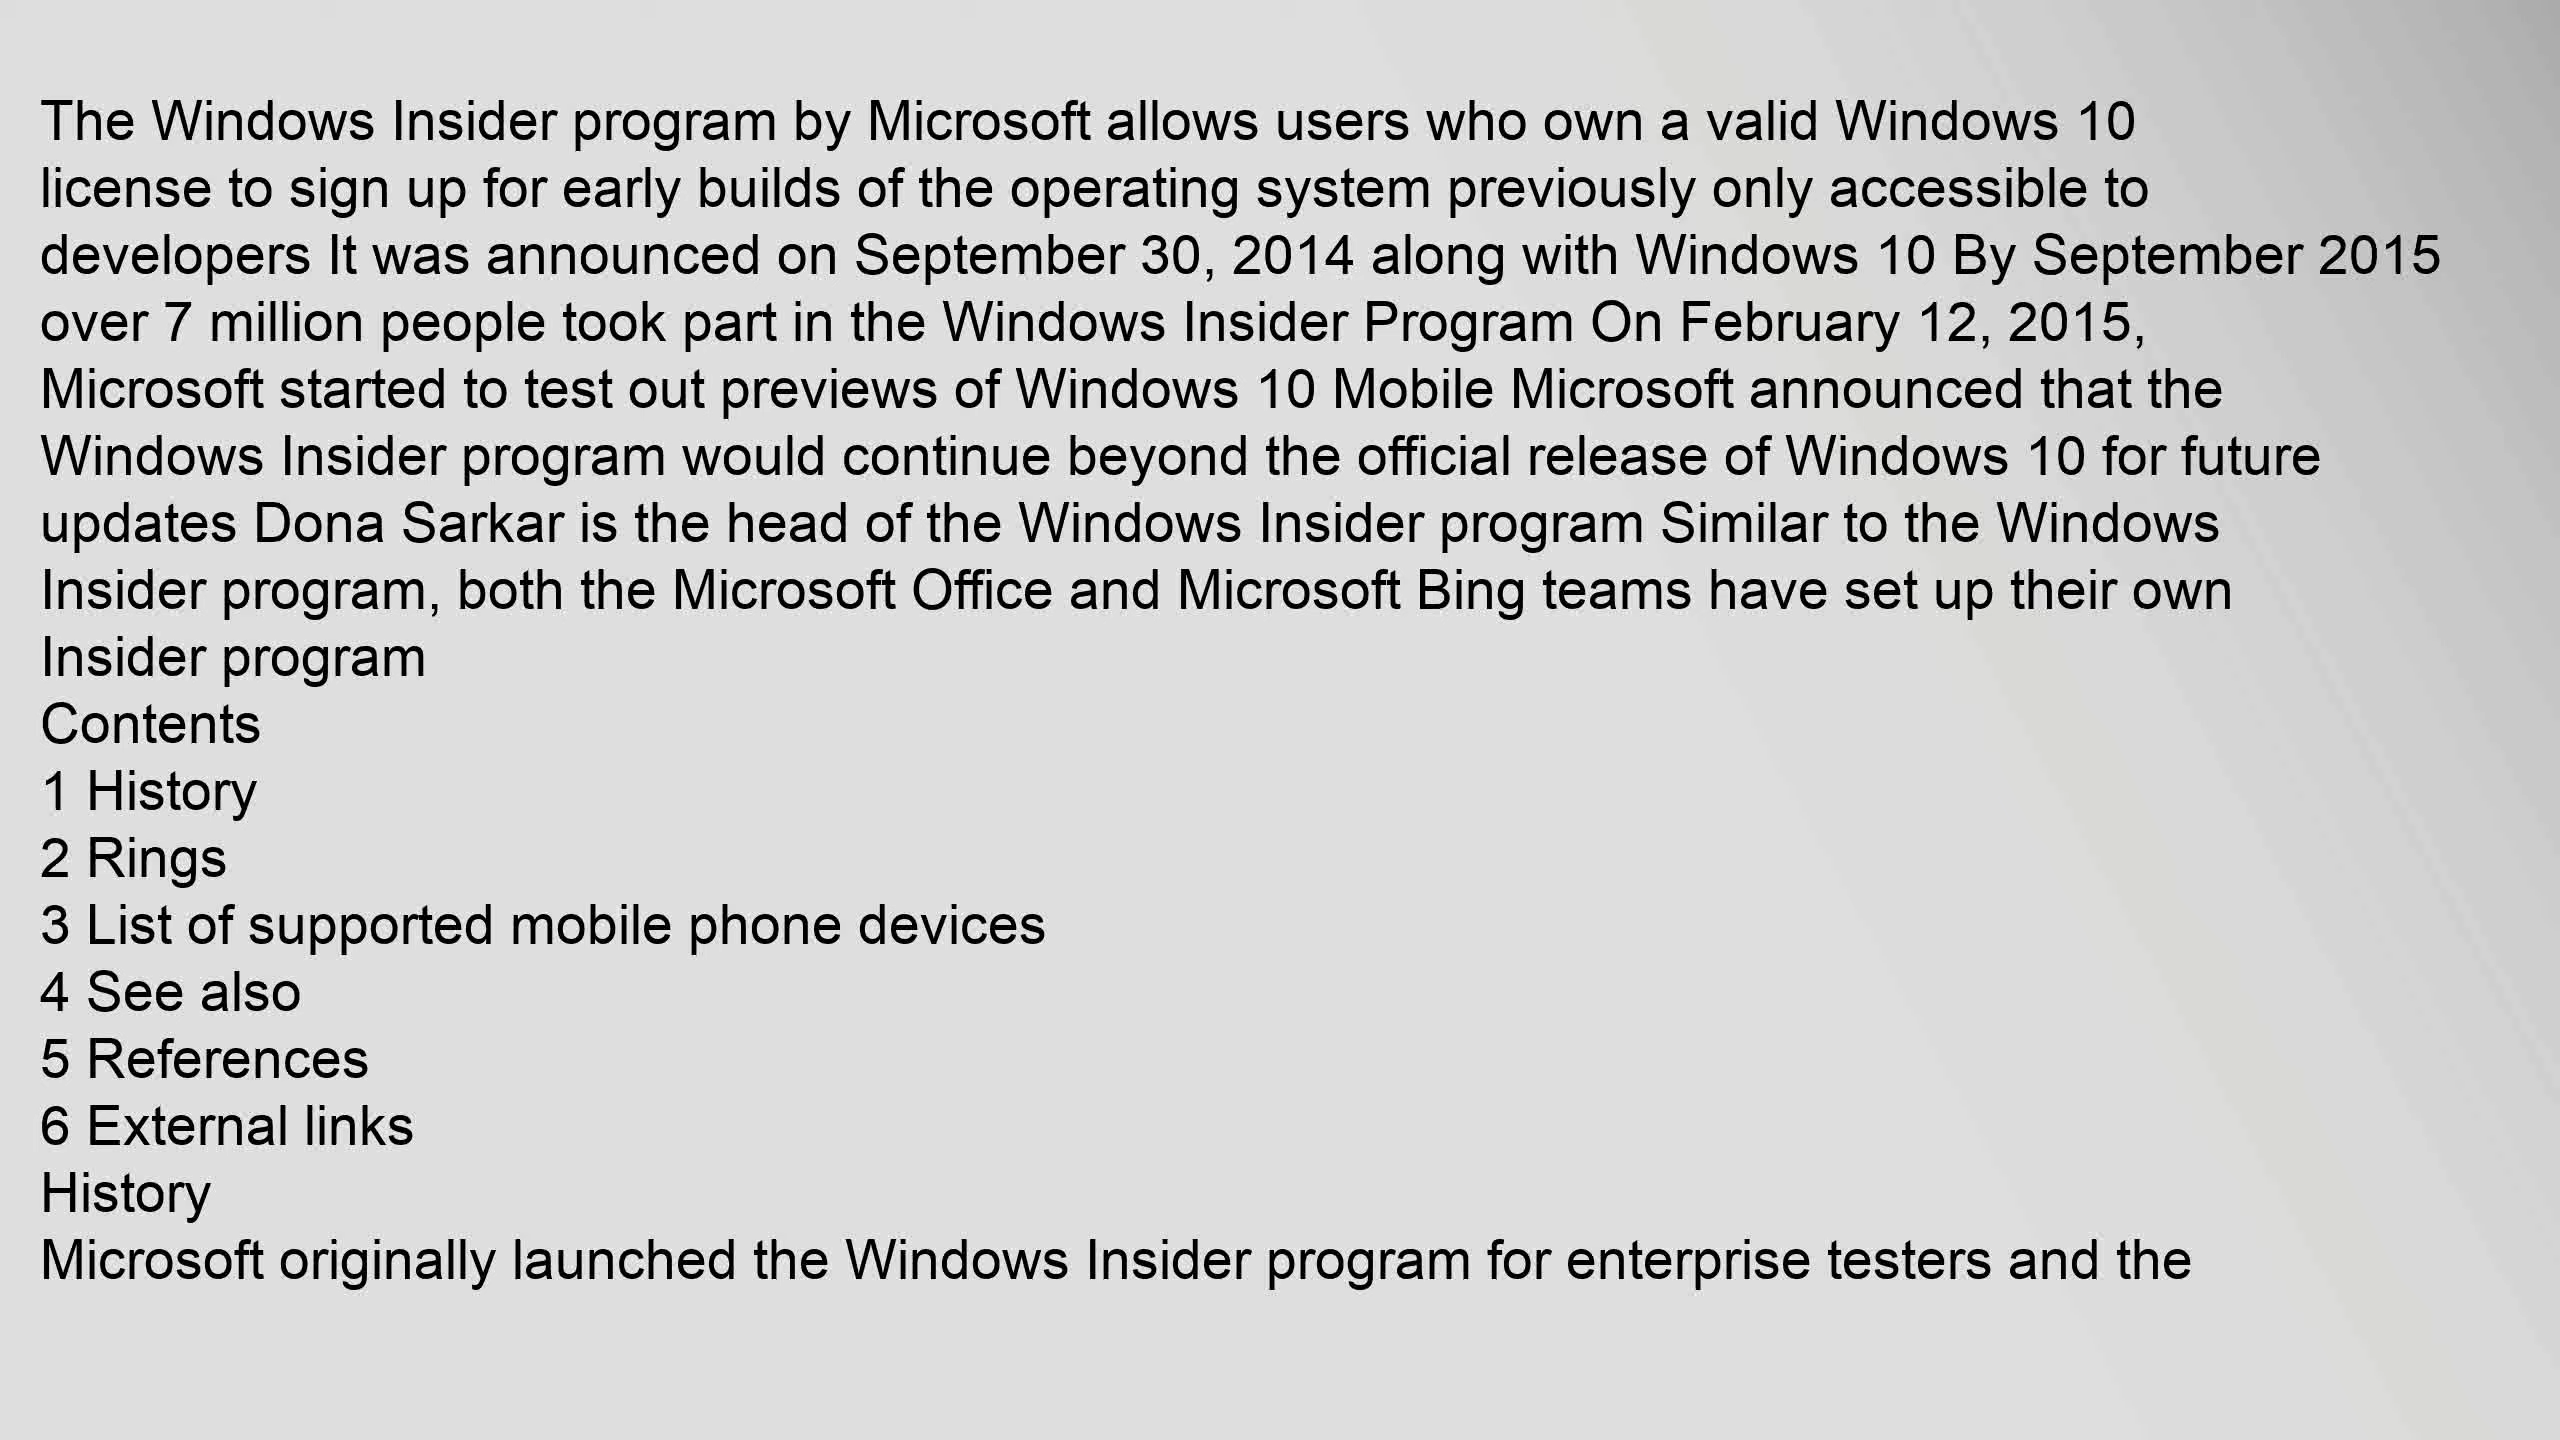 The Windows Insider program by Microsoft allows users who own a valid Windows 10
license to sign up for early builds of the operating system previously only accessible to
developers It was announced on September 30, 2014 along with Windows 10 By September 2015
over 7 million people took part in the Windows Insider Program On February 12, 2015,
Microsoft started to test out previews of Windows 10 Mobile Microsoft announced that the
Windows Insider program would continue beyond the official release of Windows 10 for future
updates Dona Sarkar is the head of the Windows Insider program Similar to the Windows
Insider program, both the Microsoft Office and Microsoft Bing teams have set up their own
Insider program
Contents
1 History
2 Rings
3 List of supported mobile phone devices
4 See also
5 References
6 External links
History
Microsoft originally launched the Windows Insider program for enterprise testers and the